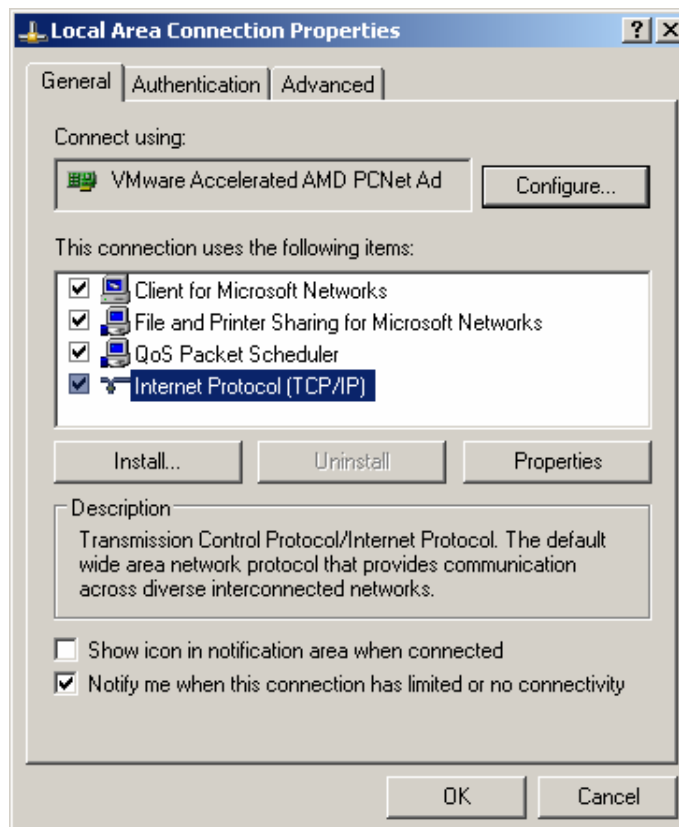 Local Area Connection Properties
General Authentication Advanced
Connect using:
VMware Accelerated AMD PCNet Ad
Configure...
This connection uses the following items:
Client for Microsoft Networks
File and Printer Sharing for Microsoft Networks
QoS Packet Scheduler
Internet Protocol (TCP/IP)
Install... Uninstall Properties
Description
Transmission Control Protocol/Internet Protocol. The default
wide area network protocol that provides communication
across diverse interconnected networks.
Show icon in notification area when connected
Notify me when this connection has limited or no connectivity
OK Cancel